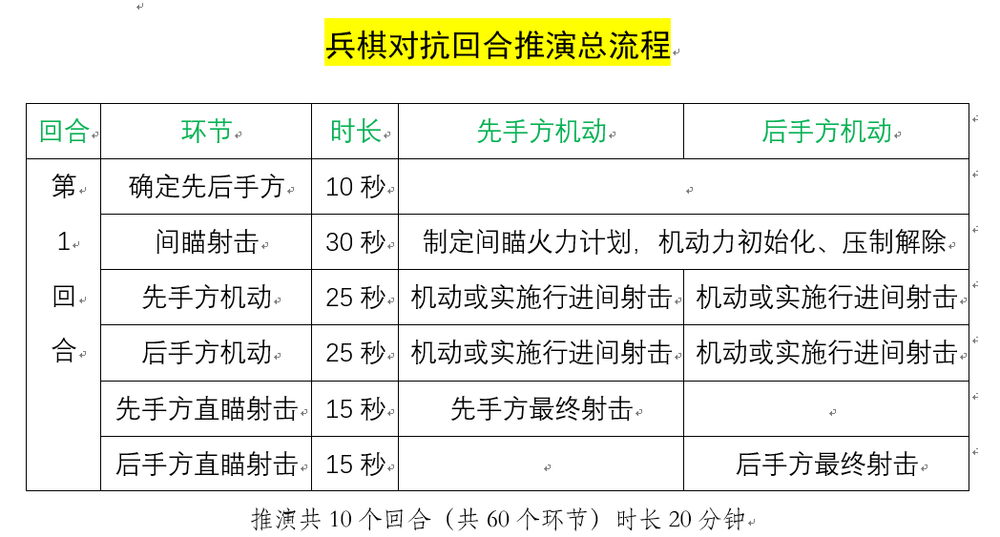 兵棋对抗回合推演总流程
回合 环节 时长 先手方机动 后手方机动
第1回合
确定先后手方 10 秒
间瞄射击 30 秒 制定间瞄火力计划，机动力初始化、压制解除
先手方机动 25 秒 机动或实施行进间射击 机动或实施行进间射击
后手方机动 25 秒 机动或实施行进间射击 机动或实施行进间射击
先手方直瞄射击 15 秒 先手方最终射击
后手方直瞄射击 15 秒 后手方最终射击
推演共 10 个回合（共 60 个环节）时长 20 分钟